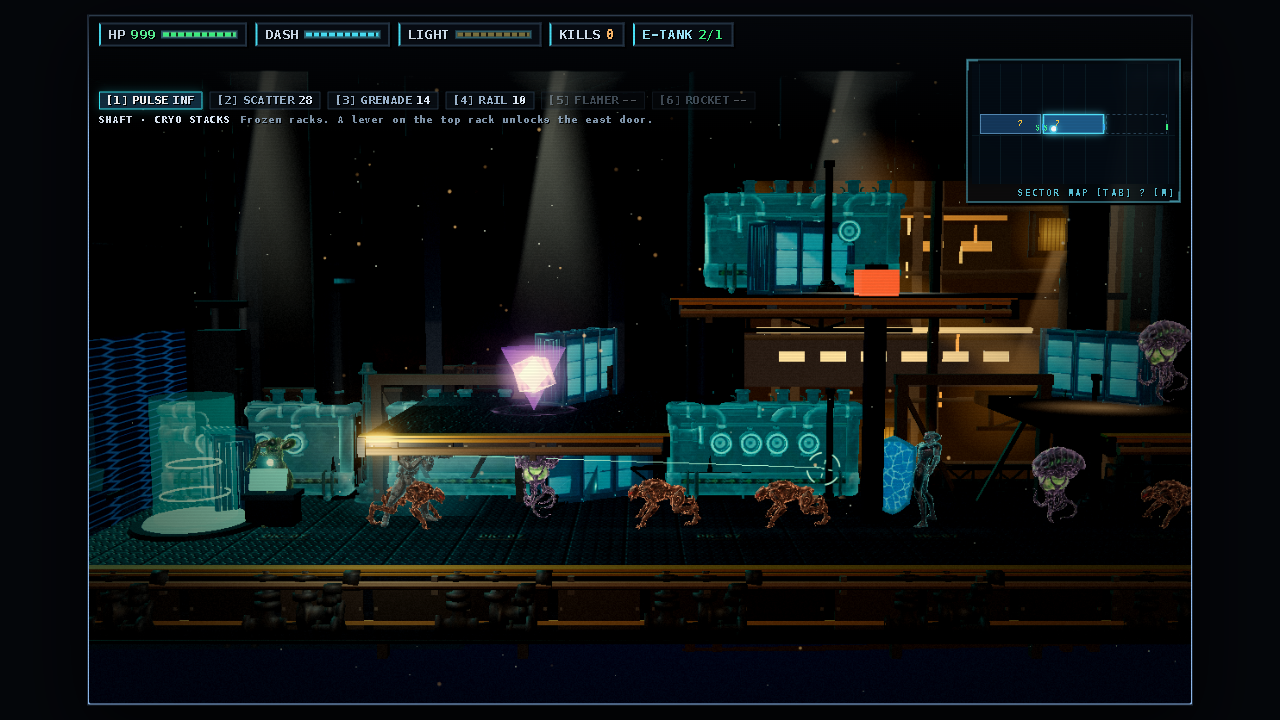 HP 999 DASH LIGHT KILLS 0 E-TANK 2/1
[1] PULSE INF [2] SCATTER 28 [3] GRENADE 14 [4] RAIL 10 [5] FLAMER -- [6] ROCKET --
SHAFT · CRYO STACKS Frozen racks. A lever on the top rack unlocks the east door.
? ?
SECTOR MAP [TAB] ? [M]